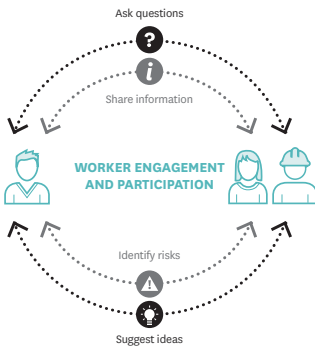 Ask questions
?
i
Share information
WORKER ENGAGEMENT
AND PARTICIPATION
Identify risks
!
Suggest ideas